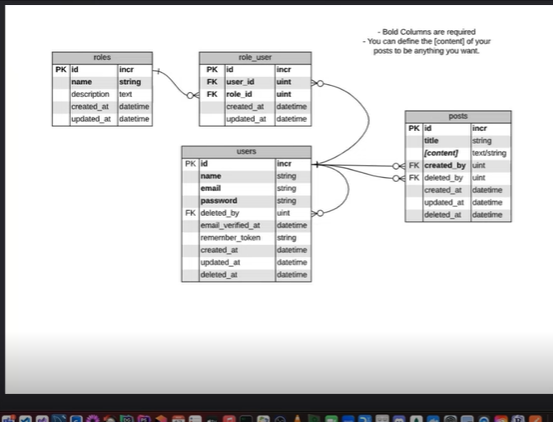 - Bold Columns are required
- You can define the [content] of your
posts to be anything you want.
roles
PK id incr
name string
description text
created_at datetime
updated_at datetime
role_user
PK id incr
FK user_id uint
FK role_id uint
created_at datetime
updated_at datetime
posts
PK id incr
title string
[content] text/string
FK created_by uint
FK deleted_by uint
created_at datetime
updated_at datetime
deleted_at datetime
users
PK id incr
name string
email string
password string
FK deleted_by uint
email_verified_at datetime
remember_token string
created_at datetime
updated_at datetime
deleted_at datetime